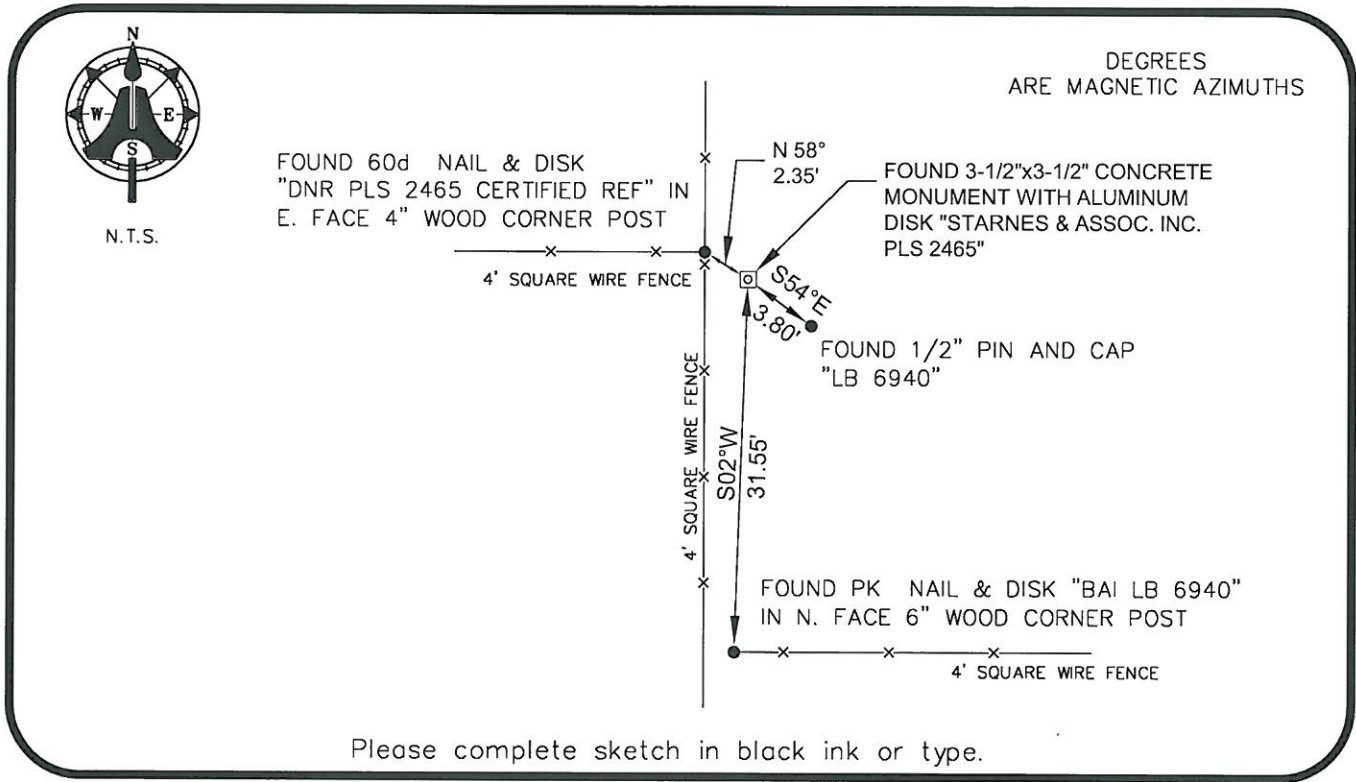 N
W E
S
N.T.S.
DEGREES
ARE MAGNETIC AZIMUTHS
FOUND 60d NAIL & DISK
"DNR PLS 2465 CERTIFIED REF" IN
E. FACE 4" WOOD CORNER POST
N 58°
2.35'
FOUND 3-1/2"x3-1/2" CONCRETE
MONUMENT WITH ALUMINUM
DISK "STARNES & ASSOC. INC.
PLS 2465"
4' SQUARE WIRE FENCE
S54°E
3.80'
FOUND 1/2" PIN AND CAP
"LB 6940"
4' SQUARE WIRE FENCE
S02°W
31.55'
FOUND PK NAIL & DISK "BAI LB 6940"
IN N. FACE 6" WOOD CORNER POST
4' SQUARE WIRE FENCE
Please complete sketch in black ink or type.